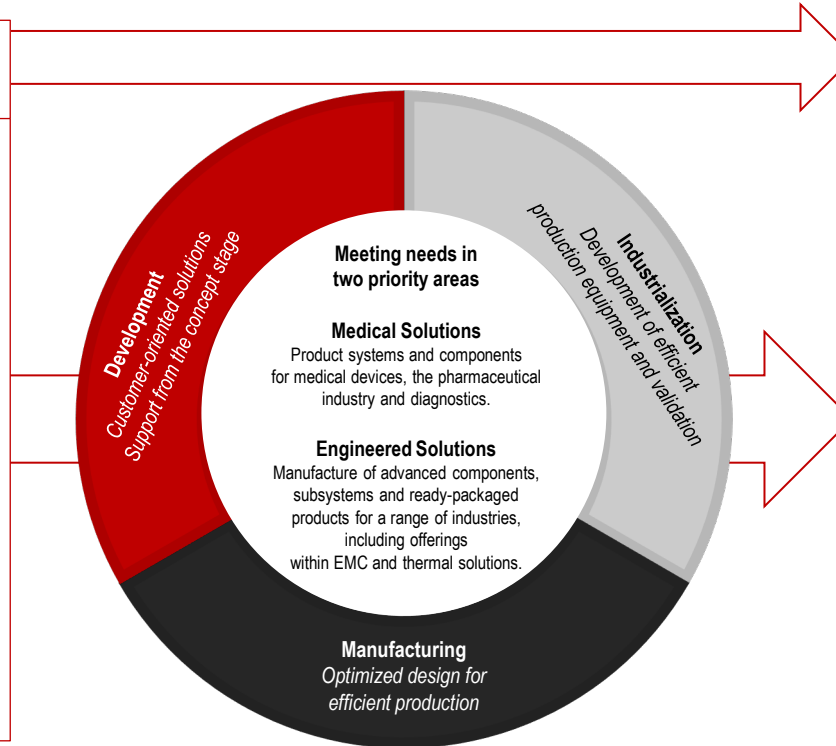 Development
Customer-oriented solutions
Support from the concept stage
Industrialization
Development of efficient
production equipment and validation
Meeting needs in
two priority areas
Medical Solutions
Product systems and components
for medical devices, the pharmaceutical
industry and diagnostics.
Engineered Solutions
Manufacture of advanced components,
subsystems and ready-packaged
products for a range of industries,
including offerings
within EMC and thermal solutions.
Manufacturing
Optimized design for
efficient production